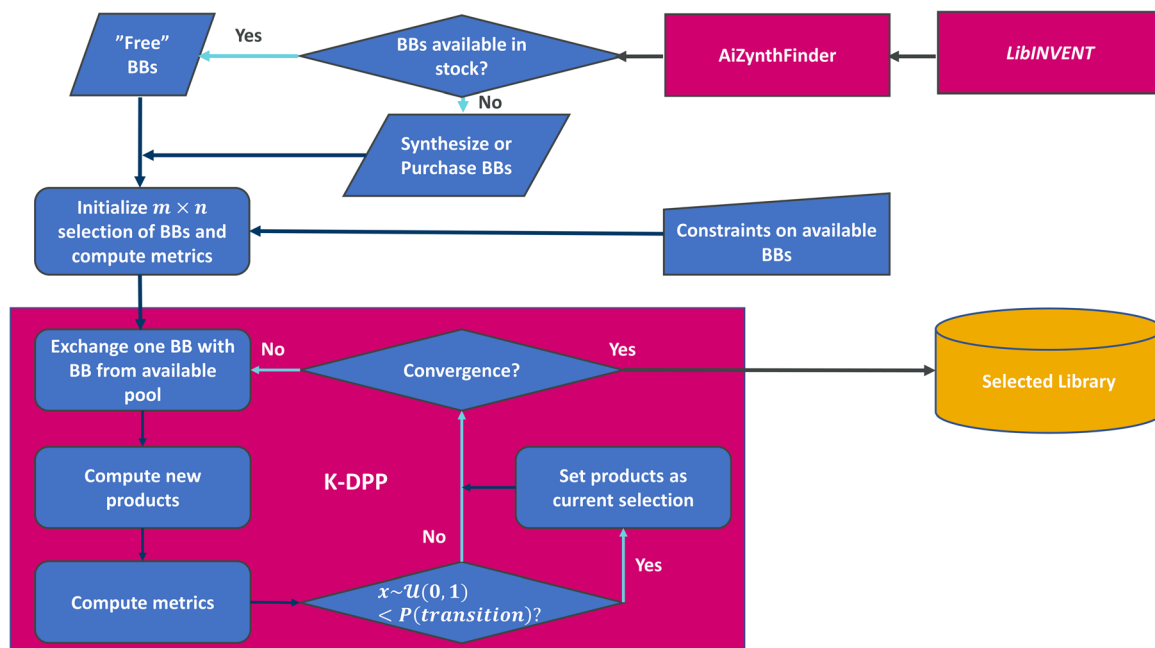 ”Free”
BBs
Yes
BBs available in
stock?
AiZynthFinder
LibINVENT
No
Synthesize or
Purchase BBs
Initialize m × n
selection of BBs and
compute metrics
Constraints on available
BBs
Exchange one BB with
BB from available
pool
No
Convergence?
Yes
Selected Library
Compute new
products
K-DPP
Set products as
current selection
No
Yes
Compute metrics
x~𝒰(0, 1)
< P(transition)?